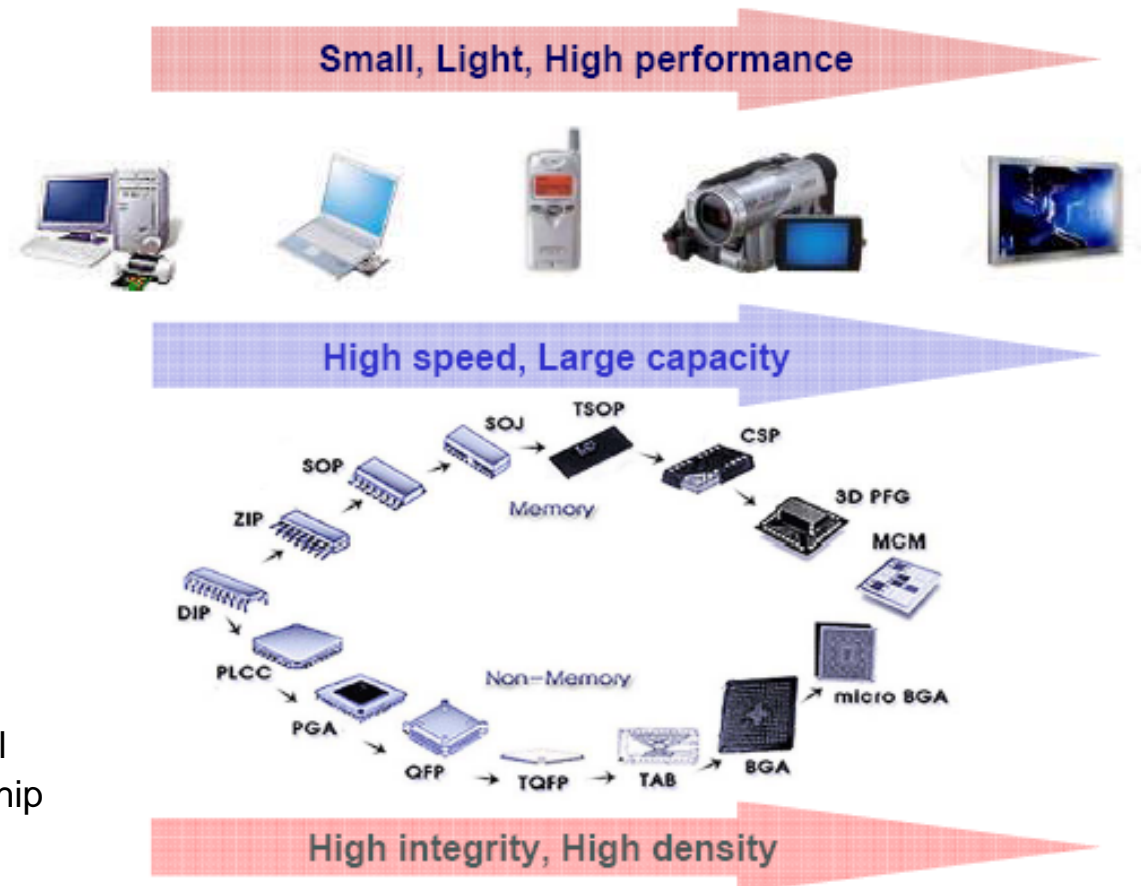 Small, Light, High performance
High speed, Large capacity
TSOP
SOJ
CSP
SOP
Memory
3D PFG
ZIP
MCM
DIP
PLCC
Non-Memory
micro BGA
PGA
BGA
QFP
TQFP
TAB
High integrity, High density